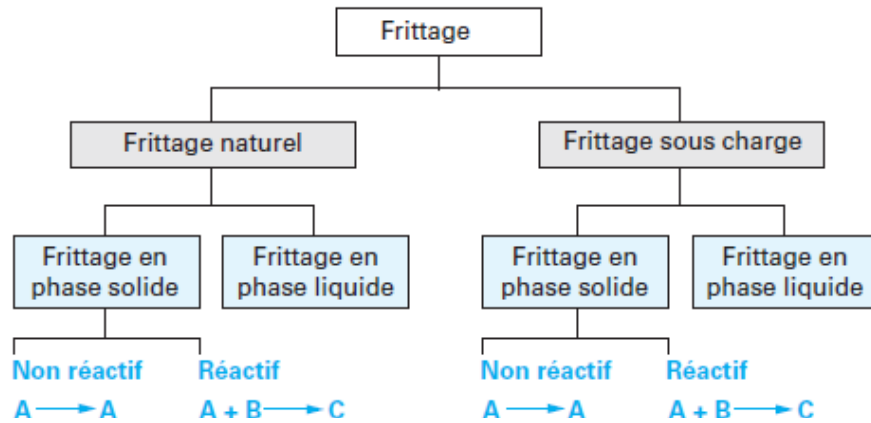 Frittage
Frittage naturel
Frittage sous charge
Frittage en
phase solide
Frittage en
phase liquide
Frittage en
phase solide
Frittage en
phase liquide
Non réactif
Réactif
Non réactif
Réactif
A → A
A + B → C
A → A
A + B → C